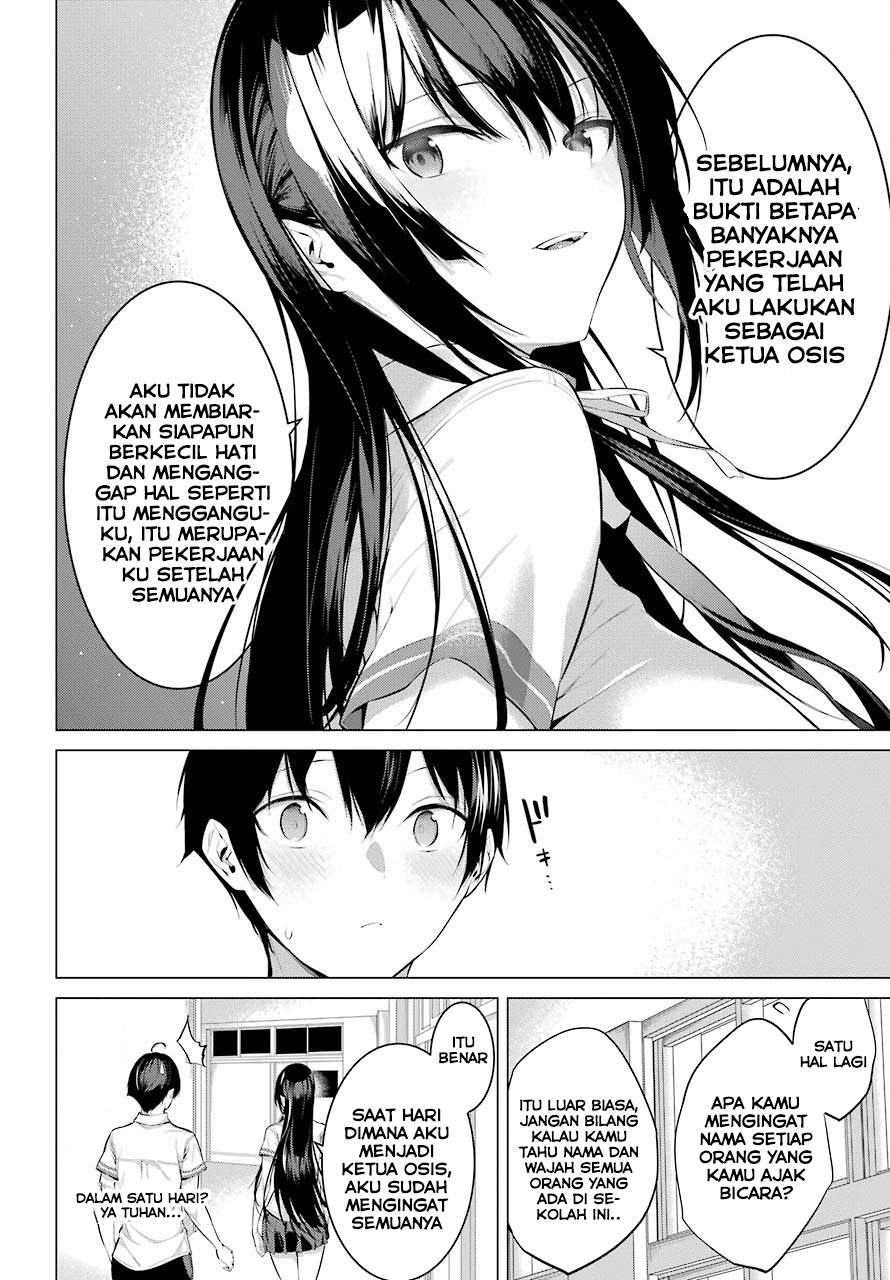 SEBELUMNYA,
ITU ADALAH
BUKTI BETAPA
BANYAKNYA
PEKERJAAN
YANG TELAH
AKU LAKUKAN
SEBAGAI
KETUA OSIS
AKU TIDAK
AKAN MEMBIAR-
KAN SIAPAPUN
BERKECIL HATI
DAN MENGANG-
GAP HAL SEPERTI
ITU MENGGANGU-
KU, ITU MERUPA-
KAN PEKERJAAN
KU SETELAH
SEMUANYA
ドキ...
SATU
HAL LAGI
APA KAMU
MENGINGAT
NAMA SETIAP
ORANG YANG
KAMU AJAK
BICARA?
ITU LUAR BIASA,
JANGAN BILANG
KALAU KAMU
TAHU NAMA DAN
WAJAH SEMUA
ORANG YANG
ADA DI SE-
KOLAH INI..
ITU
BENAR
SAAT HARI
DIMANA AKU
MENJADI
KETUA OSIS,
AKU SUDAH
MENGINGAT
SEMUANYA
DALAM SATU HARI?
YA TUHAN...